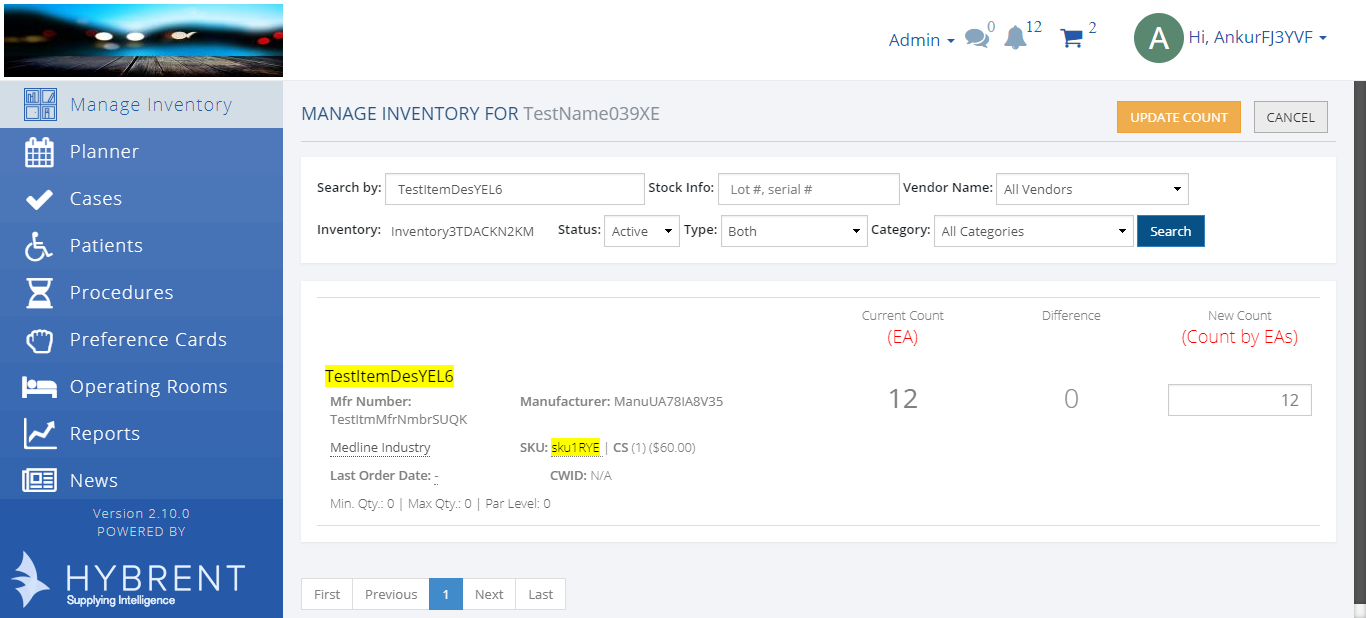 Admin 0 12 2 A Hi, AnkurFJ3YVF
Manage Inventory
Planner
Cases
Patients
Procedures
Preference Cards
Operating Rooms
Reports
News
Version 2.10.0
POWERED BY
HYBRENT
Supplying Intelligence
MANAGE INVENTORY FOR TestName039XE UPDATE COUNT CANCEL
Search by: TestItemDesYEL6 Stock Info: Lot #, serial # Vendor Name: All Vendors
Inventory: Inventory3TDACKN2KM Status: Active Type: Both Category: All Categories Search
Current Count Difference New Count
(EA) (Count by EAs)
TestItemDesYEL6
Mfr Number: Manufacturer: ManuUA78IA8V35 12 0 12
TestItmMfrNmbrSUQK
Medline Industry SKU: sku1RYE | CS (1) ($60.00)
Last Order Date: - CWID: N/A
Min. Qty.: 0 | Max Qty.: 0 | Par Level: 0
First Previous 1 Next Last